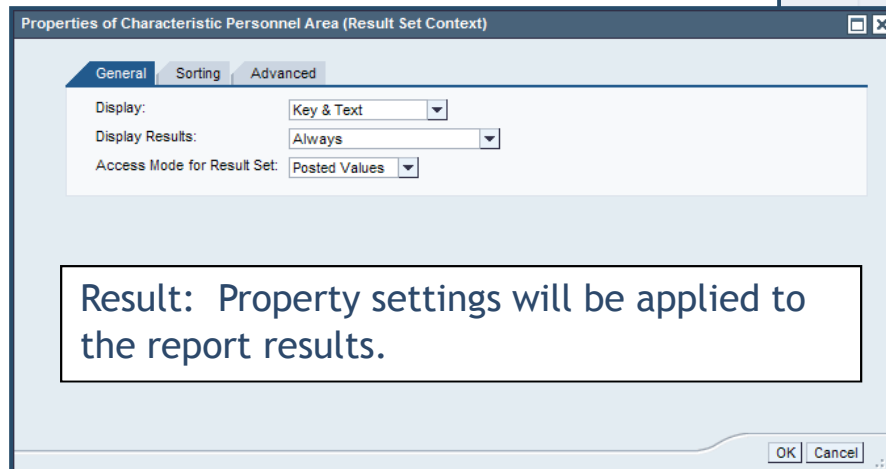 Properties of Characteristic Personnel Area (Result Set Context)
General Sorting Advanced
Display: Key & Text
Display Results: Always
Access Mode for Result Set: Posted Values
Result: Property settings will be applied to
the report results.
OK Cancel